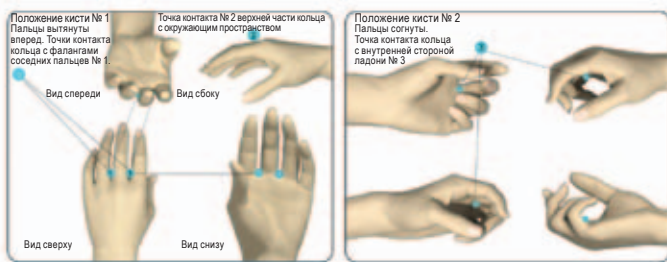 Положение кисти № 1
Пальцы вытянуты
вперед. Точки контакта
кольца с фалангами
соседних пальцев № 1.
Точка контакта № 2 верхней части кольца
с окружающим пространством
2
Вид спереди
Вид сбоку
Вид сверху
Вид снизу
Положение кисти № 2
Пальцы согнуты.
Точка контакта кольца
с внутренней стороной
ладони № 3
3